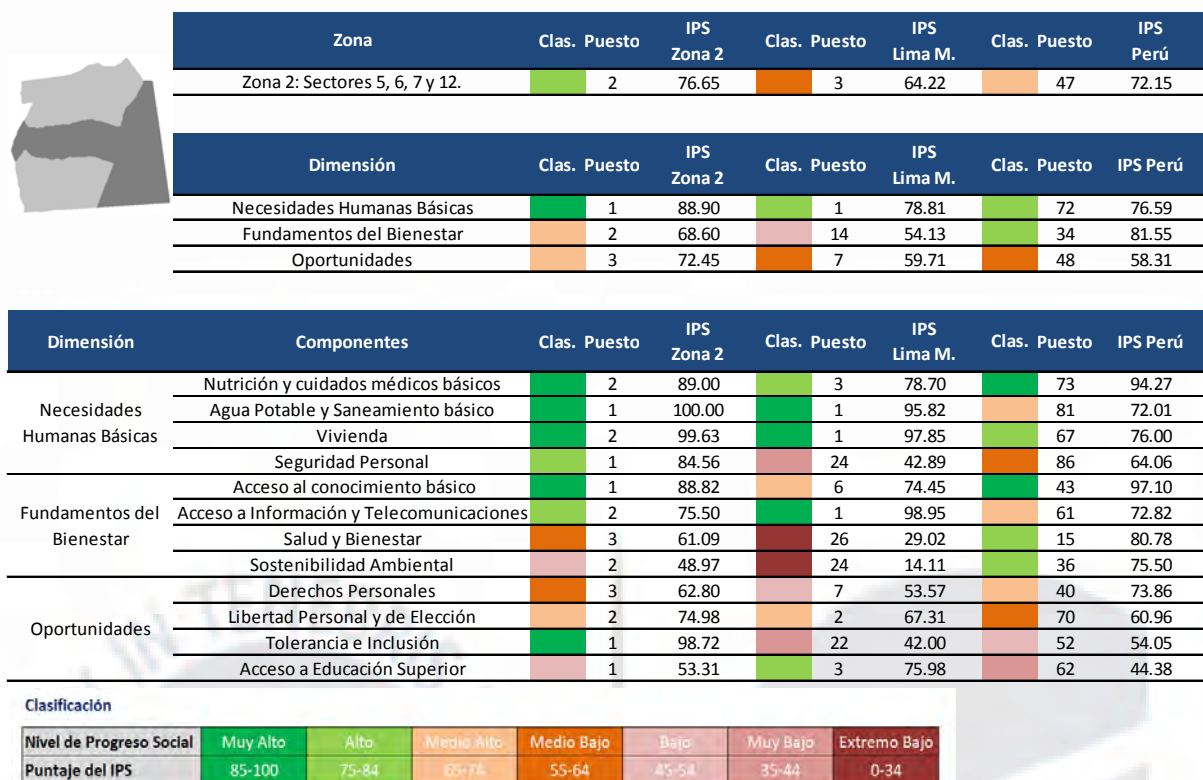 Zona Clas. Puesto IPS Zona 2 Clas. Puesto IPS Lima M. Clas. Puesto IPS Perú
Zona 2: Sectores 5, 6, 7 y 12. 2 76.65 3 64.22 47 72.15
Dimensión Clas. Puesto IPS Zona 2 Clas. Puesto IPS Lima M. Clas. Puesto IPS Perú
Necesidades Humanas Básicas 1 88.90 1 78.81 72 76.59
Fundamentos del Bienestar 2 68.60 14 54.13 34 81.55
Oportunidades 3 72.45 7 59.71 48 58.31
Dimensión Componentes Clas. Puesto IPS Zona 2 Clas. Puesto IPS Lima M. Clas. Puesto IPS Perú
Necesidades Humanas Básicas
Nutrición y cuidados médicos básicos 2 89.00 3 78.70 73 94.27
Agua Potable y Saneamiento básico 1 100.00 1 95.82 81 72.01
Vivienda 2 99.63 1 97.85 67 76.00
Seguridad Personal 1 84.56 24 42.89 86 64.06
Fundamentos del Bienestar
Acceso al conocimiento básico 1 88.82 6 74.45 43 97.10
Acceso a Información y Telecomunicaciones 2 75.50 1 98.95 61 72.82
Salud y Bienestar 3 61.09 26 29.02 15 80.78
Sostenibilidad Ambiental 2 48.97 24 14.11 36 75.50
Oportunidades
Derechos Personales 3 62.80 7 53.57 40 73.86
Libertad Personal y de Elección 2 74.98 2 67.31 70 60.96
Tolerancia e Inclusión 1 98.72 22 42.00 52 54.05
Acceso a Educación Superior 1 53.31 3 75.98 62 44.38
Clasificación
Nivel de Progreso Social Muy Alto Alto Medio Alto Medio Bajo Bajo Muy Bajo Extremo Bajo
Puntaje del IPS 85-100 75-84 65-74 55-64 45-54 35-44 0-34